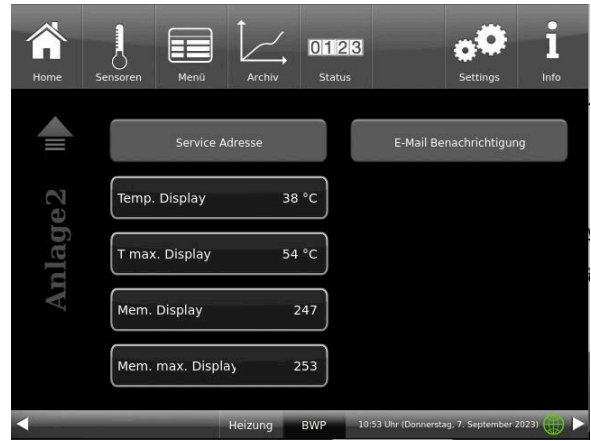 Home Sensoren Menü Archiv 0123 Status Settings i Info
Service Adresse E-Mail Benachrichtigung
Anlage2
Temp. Display 38 °C
T max. Display 54 °C
Mem. Display 247
Mem. max. Display 253
Heizung BWP 10:53 Uhr (Donnerstag, 7. September 2023)